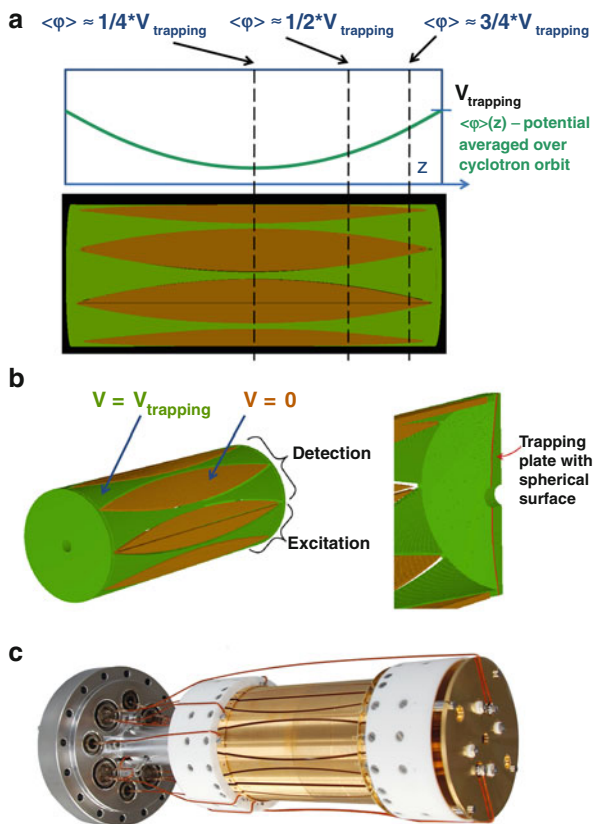 a
<φ> ≈ 1/4*V trapping
<φ> ≈ 1/2*V trapping
<φ> ≈ 3/4*V trapping
V trapping
<φ>(z) – potential
averaged over
cyclotron orbit
z
b
V = V trapping
V = 0
Detection
Excitation
Trapping
plate with
spherical
surface
c